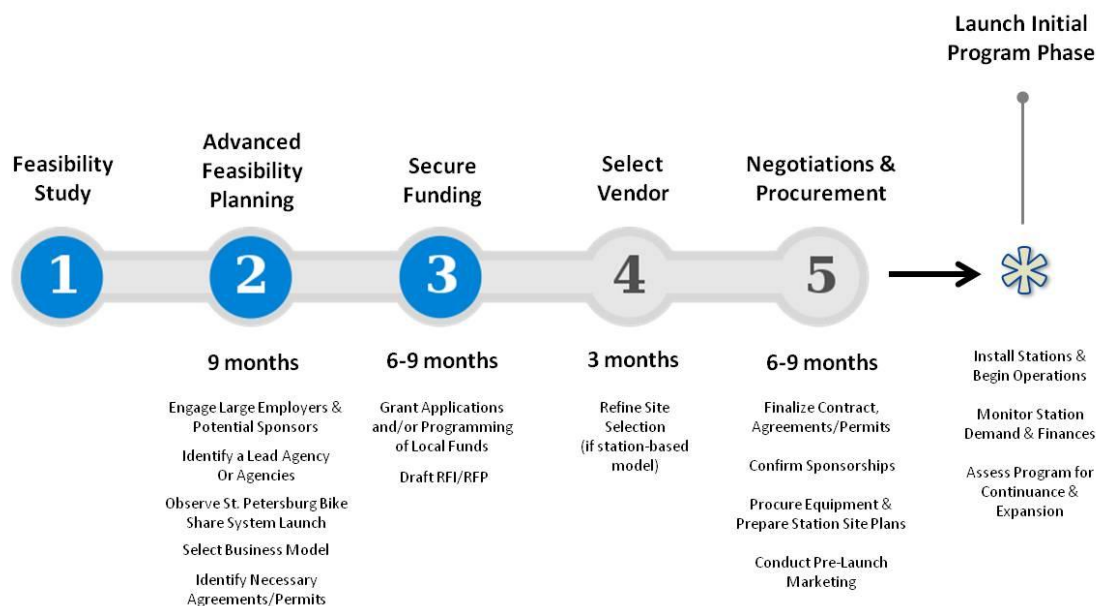 Launch Initial
Program Phase
Feasibility
Study
Advanced
Feasibility
Planning
Secure
Funding
Select
Vendor
Negotiations &
Procurement
1
2
3
4
5
9 months
Engage Large Employers &
Potential Sponsors
Identify a Lead Agency
Or Agencies
Observe St. Petersburg Bike
Share System Launch
Select Business Model
Identify Necessary
Agreements/Permits
6-9 months
Grant Applications
and/or Programming
of Local Funds
Draft RFI/RFP
3 months
Refine Site
Selection
(if station-based
model)
6-9 months
Finalize Contract,
Agreements/Permits
Confirm Sponsorships
Procure Equipment &
Prepare Station Site Plans
Conduct Pre-Launch
Marketing
Install Stations &
Begin Operations
Monitor Station
Demand & Finances
Assess Program for
Continuance &
Expansion